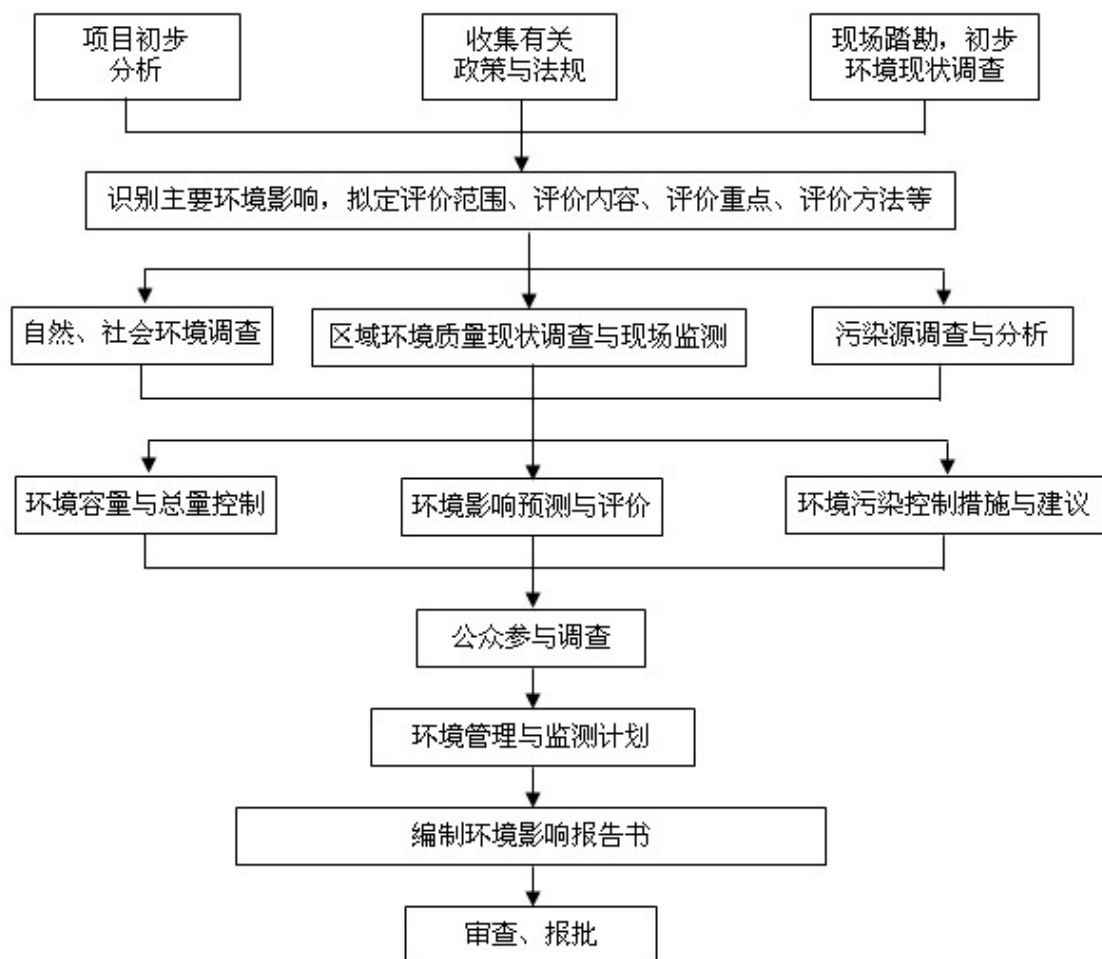 项目初步
分析
收集有关
政策与法规
现场踏勘，初步
环境现状调查
识别主要环境影响，拟定评价范围、评价内容、评价重点、评价方法等
自然、社会环境调查
区域环境质量现状调查与现场监测
污染源调查与分析
环境容量与总量控制
环境影响预测与评价
环境污染控制措施与建议
公众参与调查
环境管理与监测计划
编制环境影响报告书
审查、报批